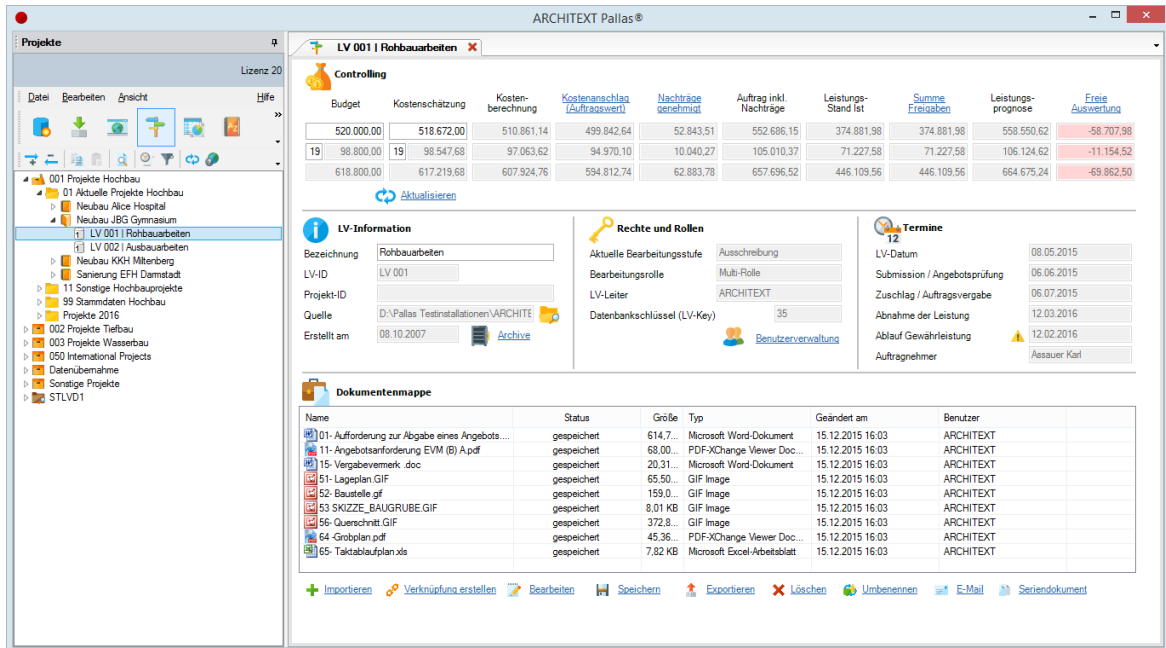 ARCHITEXT Pallas®
Projekte
Lizenz 20
Datei Bearbeiten Ansicht Hilfe
»
001 Projekte Hochbau
01 Aktuelle Projekte Hochbau
Neubau Alice Hospital
Neubau JBG Gymnasium
LV 001 | Rohbauarbeiten
LV 002 | Ausbauarbeiten
Neubau KKH Miltenberg
Sanierung EFH Darmstadt
11 Sonstige Hochbauprojekte
99 Stammdaten Hochbau
Projekte 2016
002 Projekte Tiefbau
003 Projekte Wasserbau
050 International Projects
Datenübernahme
Sonstige Projekte
STLVD1
LV 001 | Rohbauarbeiten
Controlling
Budget Kostenschätzung Kosten-berechnung Kostenanschlag (Auftragswert) Nachträge genehmigt Auftrag inkl. Nachträge Leistungs-Stand Ist Summe Freigaben Leistungs-prognose Freie Auswertung
520.000,00 518.672,00 510.861,14 499.842,64 52.843,51 552.686,15 374.881,98 374.881,98 558.550,62 -58.707,98
19 98.800,00 19 98.547,68 97.063,62 94.970,10 10.040,27 105.010,37 71.227,58 71.227,58 106.124,62 -11.154,52
618.800,00 617.219,68 607.924,76 594.812,74 62.883,78 657.696,52 446.109,56 446.109,56 664.675,24 -69.862,50
Aktualisieren
LV-Information
Bezeichnung Rohbauarbeiten
LV-ID LV 001
Projekt-ID
Quelle D:\Pallas Testinstallationen\ARCHITE
Erstellt am 08.10.2007 Archive
Rechte und Rollen
Aktuelle Bearbeitungsstufe Ausschreibung
Bearbeitungsrolle Multi-Rolle
LV-Leiter ARCHITEXT
Datenbankschlüssel (LV-Key) 35
Benutzerverwaltung
12
Termine
LV-Datum 08.05.2015
Submission / Angebotsprüfung 06.06.2015
Zuschlag / Auftragsvergabe 06.07.2015
Abnahme der Leistung 12.03.2016
Ablauf Gewährleistung 12.02.2016
Auftragnehmer Assauer Karl
Dokumentenmappe
Name Status Größe Typ Geändert am Benutzer
01- Aufforderung zur Abgabe eines Angebots.... gespeichert 614,7... Microsoft Word-Dokument 15.12.2015 16:03 ARCHITEXT
11- Angebotsanforderung EVM (B) A.pdf gespeichert 68,00... PDF-XChange Viewer Doc... 15.12.2015 16:03 ARCHITEXT
15- Vergabevermerk .doc gespeichert 20,31... Microsoft Word-Dokument 15.12.2015 16:03 ARCHITEXT
51- Lageplan.GIF gespeichert 65,50... GIF Image 15.12.2015 16:03 ARCHITEXT
52- Baustelle.gif gespeichert 159,0... GIF Image 15.12.2015 16:03 ARCHITEXT
53 SKIZZE_BAUGRUBE.GIF gespeichert 8,01 KB GIF Image 15.12.2015 16:03 ARCHITEXT
56- Querschnitt.GIF gespeichert 372,8... GIF Image 15.12.2015 16:03 ARCHITEXT
64 -Grobplan.pdf gespeichert 45,36... PDF-XChange Viewer Doc... 15.12.2015 16:03 ARCHITEXT
65- Taktablaufplan.xls gespeichert 7,82 KB Microsoft Excel-Arbeitsblatt 15.12.2015 16:03 ARCHITEXT
Importieren Verknüpfung erstellen Bearbeiten Speichern Exportieren Löschen Umbenennen E-Mail Seriendokument